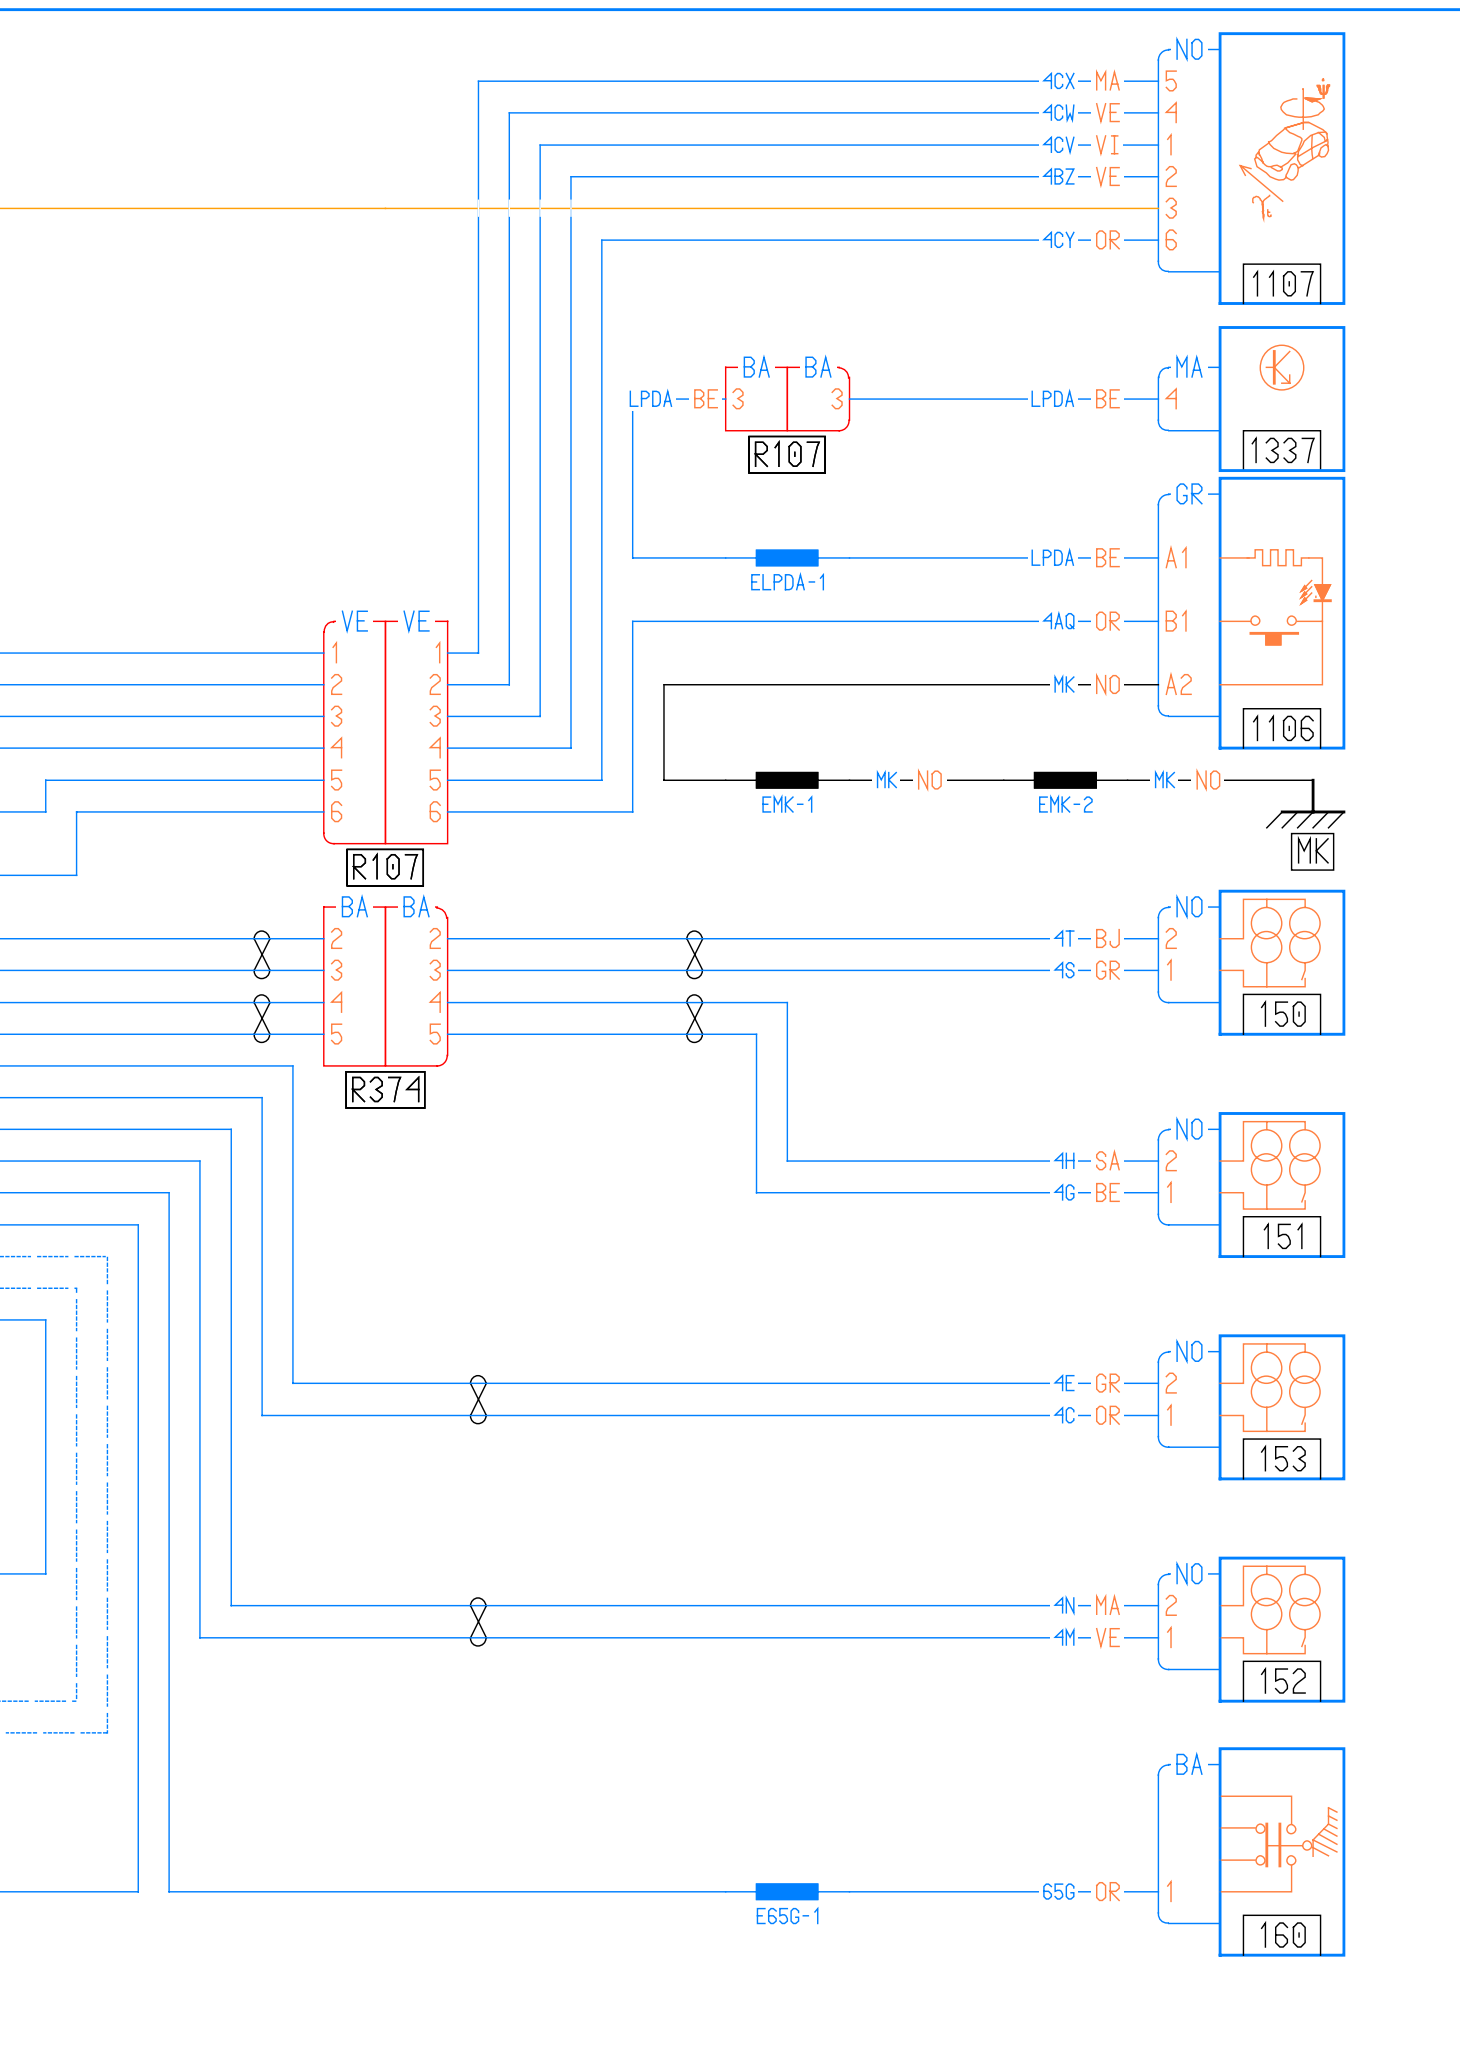 NO
4CX MA 5
4CW VE 4
4CV VI 1
4BZ VE 2
3
4CY OR 6
1107
BA BA MA
LPDA BE 3 3 LPDA BE 4
R107 1337
GR
LPDA BE A1
ELPDA-1
VE VE 4AQ OR B1
1 1
2 2 MK NO A2
3 3 1106
4 4
5 5 MK NO MK NO
6 6 EMK-1 EMK-2
R107 MK
BA BA NO
2 2 4T BJ 2
3 3 4S GR 1
4 4 150
5 5
R374
NO
4H SA 2
4G BE 1
151
NO
4E GR 2
4C OR 1
153
NO
4N MA 2
4M VE 1
152
BA
65G OR 1
E65G-1
160